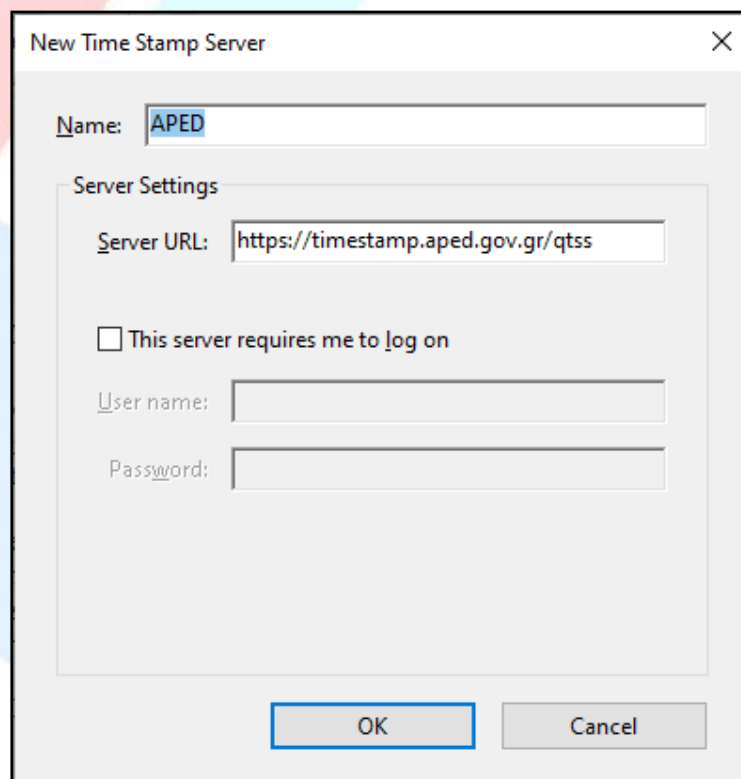 New Time Stamp Server
Name: APED
Server Settings
Server URL: https://timestamp.aped.gov.gr/qtss
This server requires me to log on
User name:
Password:
OK Cancel